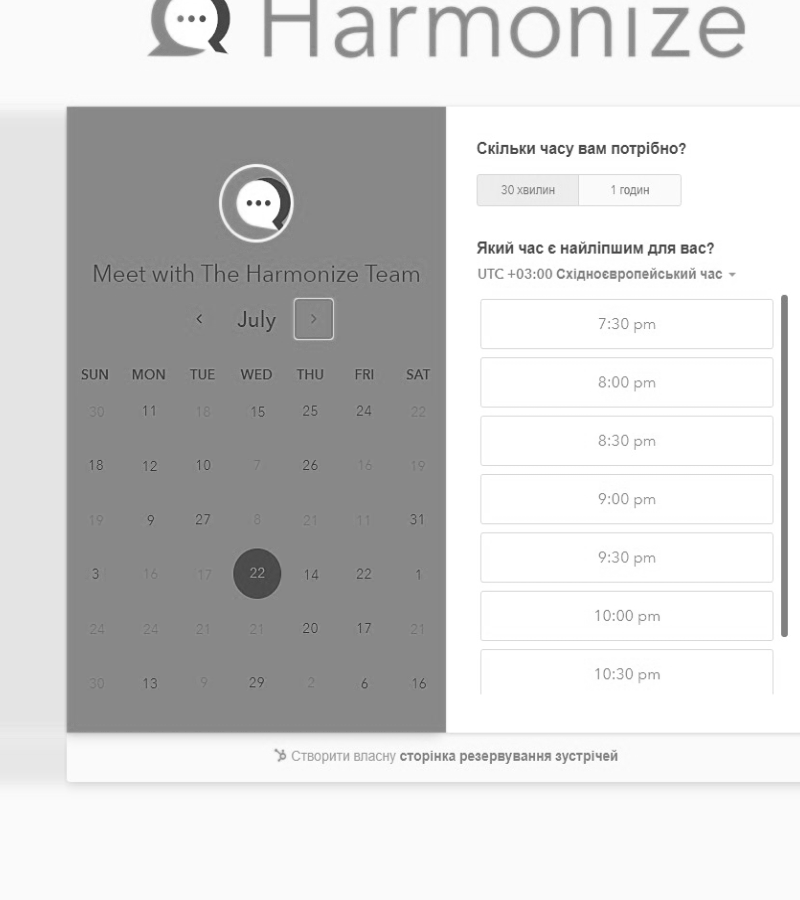 Harmonize
Meet with The Harmonize Team
July
SUN MON TUE WED THU FRI SAT
30 11 18 15 25 24 22
18 12 10 7 26 16 19
19 9 27 8 21 11 31
3 16 17 22 14 22 1
24 24 21 21 20 17 21
30 13 9 29 2 6 16
Скільки часу вам потрібно?
30 хвилин 1 годин
Який час є найліпшим для вас?
UTC +03:00 Східноєвропейський час
7:30 pm
8:00 pm
8:30 pm
9:00 pm
9:30 pm
10:00 pm
10:30 pm
Створити власну сторінка резервування зустрічей